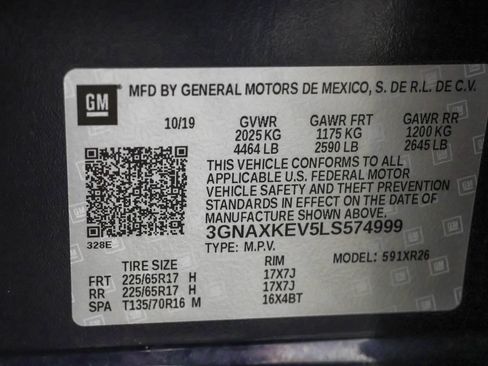 GM
MFD BY GENERAL MOTORS DE MEXICO, S. DE R.L. DE C.V.
10/19 GVWR GAWR FRT GAWR RR
2025 KG 1175 KG 1200 KG
4464 LB 2590 LB 2645 LB
THIS VEHICLE CONFORMS TO ALL
APPLICABLE U.S. FEDERAL MOTOR
VEHICLE SAFETY AND THEFT PREVENTION
STANDARDS IN EFFECT ON THE DATE OF
MANUFACTURE SHOWN ABOVE.
3GNAXKEV5LS574999
328E
TYPE: M.P.V. MODEL: 591XR26
TIRE SIZE RIM
FRT 225/65R17 H 17X7J
RR 225/65R17 H 17X7J
SPA T135/70R16 M 16X4BT